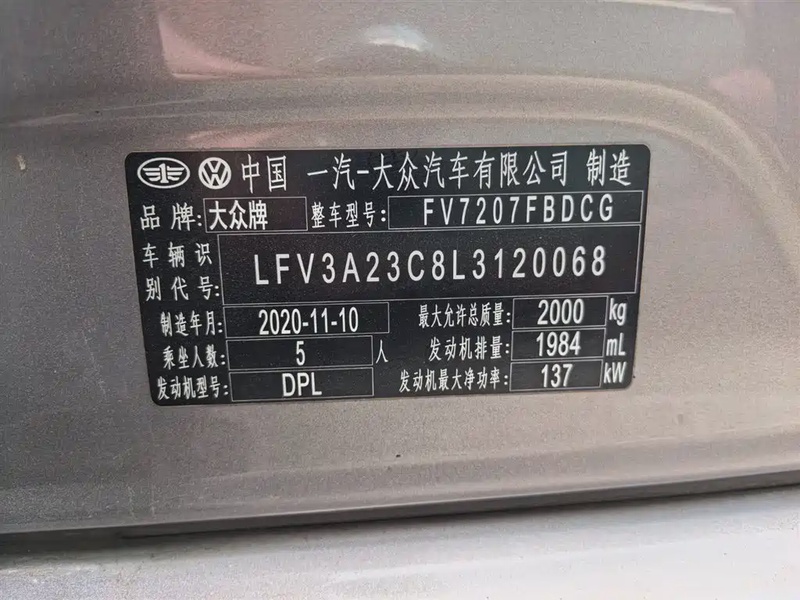 中国 一汽-大众汽车有限公司 制造
品牌: 大众牌 整车型号: FV7207FBDCG
车辆识别代号: LFV3A23C8L3120068
制造年月: 2020-11-10 最大允许总质量: 2000 kg
乘坐人数: 5 人 发动机排量: 1984 mL
发动机型号: DPL 发动机最大净功率: 137 kW